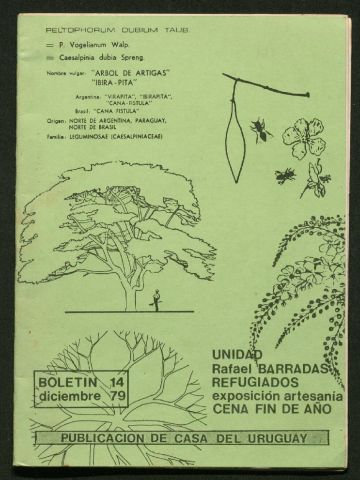 PELTOPHORUM DUBIUM TAUB.
= P. Vogelianum Walp.
= Caesalpinia dubia Spreng.
Nombre vulgar: "ARBOL DE ARTIGAS"
"IBIRA-PITA"
Argentina: "VIRAPITA", "IBIRAPITA",
"CANA-FISTULA"
Brasil: "CANA FISTULA"
Origen: NORTE DE ARGENTINA, PARAGUAY,
NORTE DE BRASIL
Familia: LEGUMINOSAE (CAESALPINIACEAE)
UNIDAD
Rafael BARRADAS
REFUGIADOS
exposición artesanía
CENA FIN DE AÑO
BOLETIN 14
diciembre 79
PUBLICACION DE CASA DEL URUGUAY